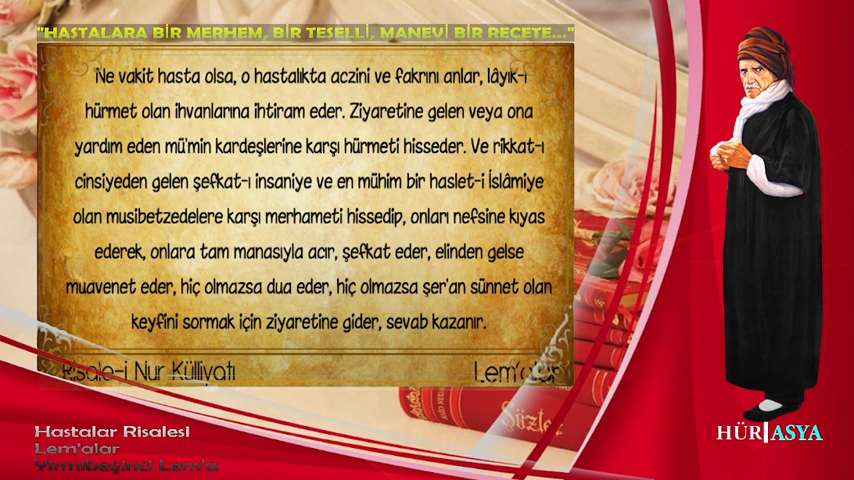 "HASTALARA BİR MERHEM, BİR TESELLİ, MANEVİ BİR REÇETE..."
Ne vakit hasta olsa, o hastalıkta aczini ve fakrını anlar, lâyık-ı
hürmet olan ihvanlarına ihtiram eder. Ziyaretine gelen veya ona
yardım eden mü'min kardeşlerine karşı hürmeti hisseder. Ve rikkat-ı
cinsiyeden gelen şefkat-ı insaniye ve en mühim bir haslet-i İslâmiye
olan musibetzedelere karşı merhameti hissedip, onları nefsine kıyas
ederek, onlara tam manasıyla acır, şefkat eder, elinden gelse
muavenet eder, hiç olmazsa dua eder, hiç olmazsa şer'an sünnet olan
keyfini sormak için ziyaretine gider, sevab kazanır.
Risale-i Nur Külliyatı
Lem'alar
Sözler
Hastalar Risalesi
Lem'alar
Yirmibeşinci Lem'a
HÜR ASYA